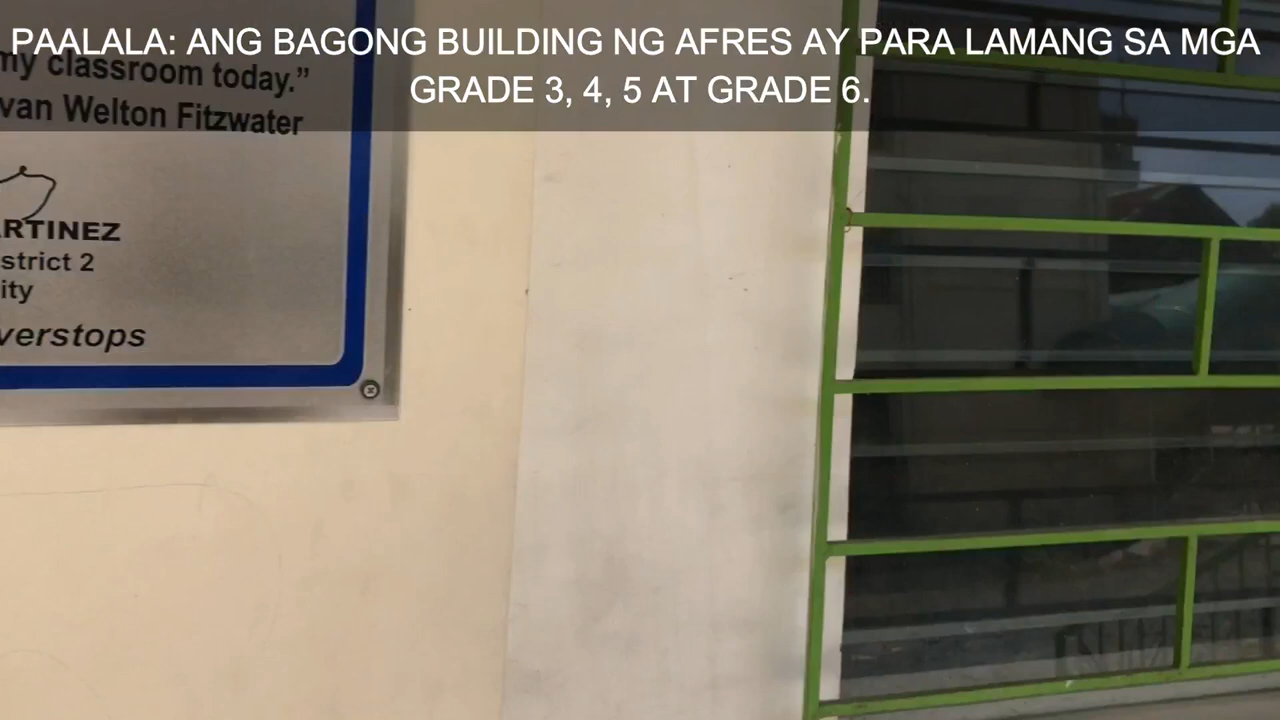 PAALALA: ANG BAGONG BUILDING NG AFRES AY PARA LAMANG SA MGA
GRADE 3, 4, 5 AT GRADE 6.
my classroom today.”
van Welton Fitzwater
RTINEZ
strict 2
ity
verstops